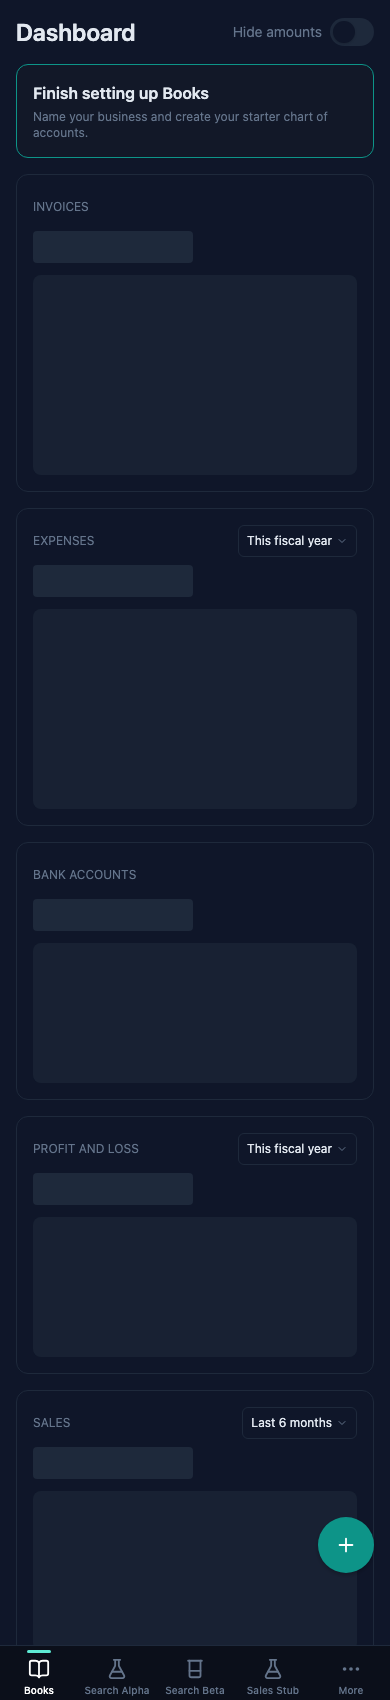 Dashboard
Hide amounts
Finish setting up Books
Name your business and create your starter chart of
accounts.
INVOICES
EXPENSES
This fiscal year
BANK ACCOUNTS
PROFIT AND LOSS
This fiscal year
SALES
Last 6 months
Books
Search Alpha
Search Beta
Sales Stub
More